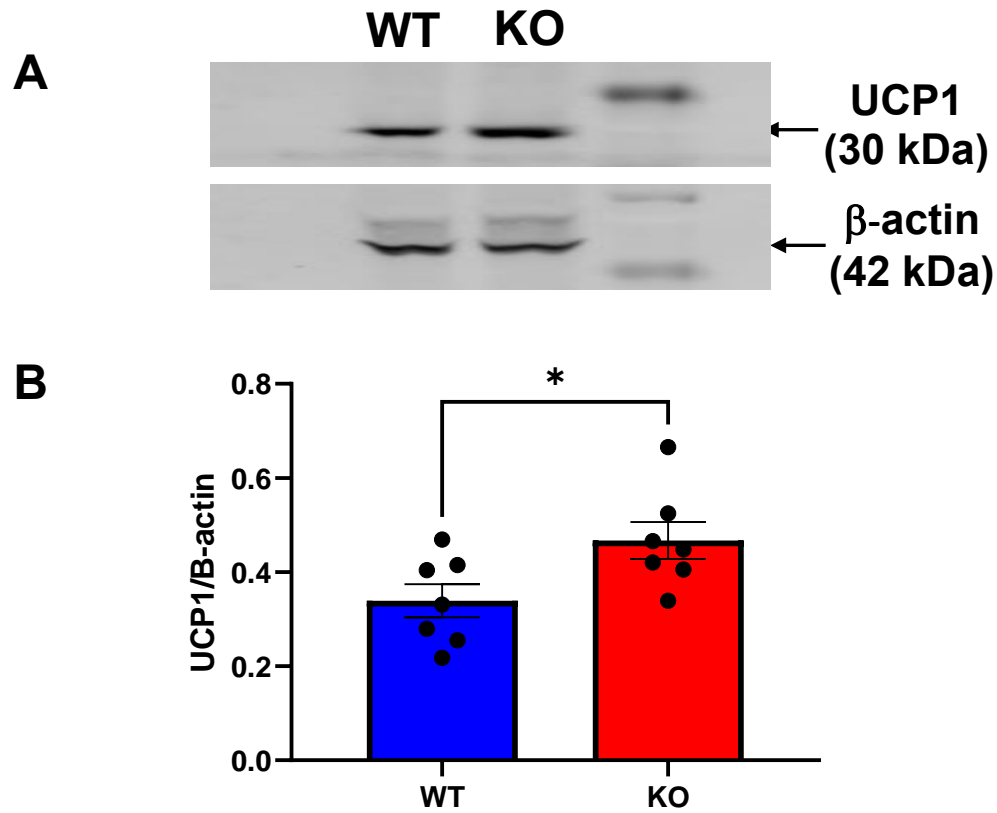 WT KO
A
UCP1
(30 kDa)
β-actin
(42 kDa)
B
*
0.8
0.6
0.4
0.2
0.0
UCP1/B-actin
WT KO